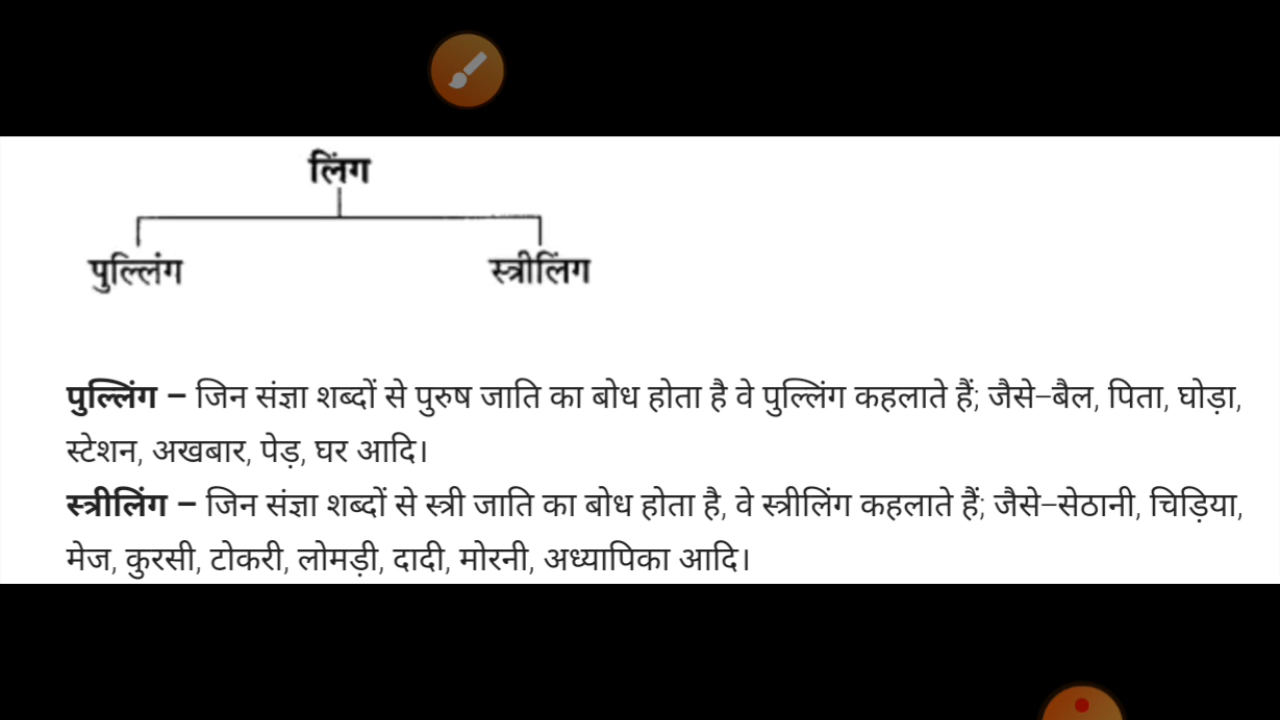 लिंग
पुल्लिंग स्त्रीलिंग
पुल्लिंग – जिन संज्ञा शब्दों से पुरुष जाति का बोध होता है वे पुल्लिंग कहलाते हैं; जैसे–बैल, पिता, घोड़ा,
स्टेशन, अखबार, पेड़, घर आदि।
स्त्रीलिंग – जिन संज्ञा शब्दों से स्त्री जाति का बोध होता है, वे स्त्रीलिंग कहलाते हैं; जैसे–सेठानी, चिड़िया,
मेज, कुरसी, टोकरी, लोमड़ी, दादी, मोरनी, अध्यापिका आदि।